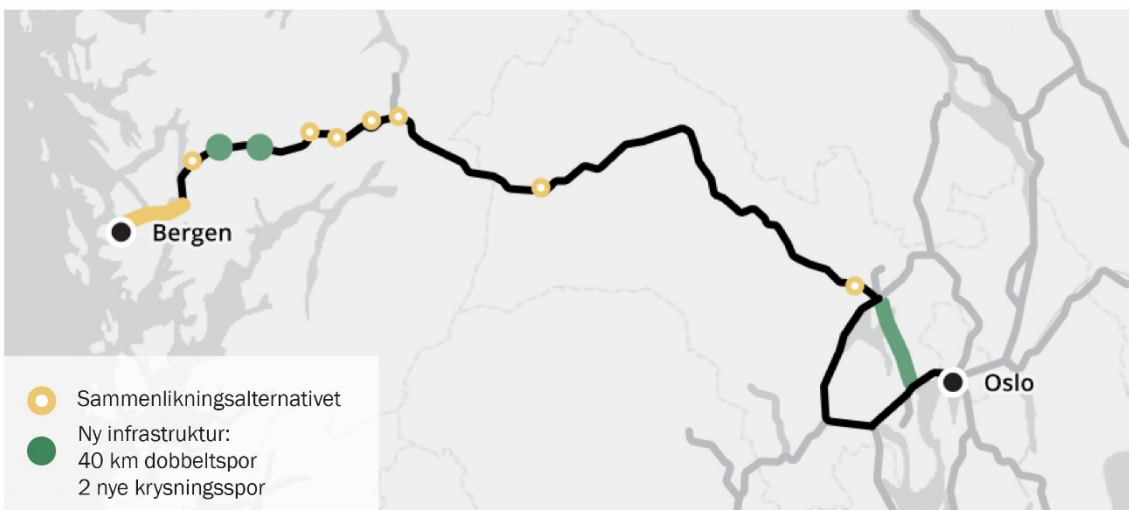 Bergen
Oslo
Sammenlikningsalternativet
Ny infrastruktur:
40 km dobbeltspor
2 nye krysningsspor